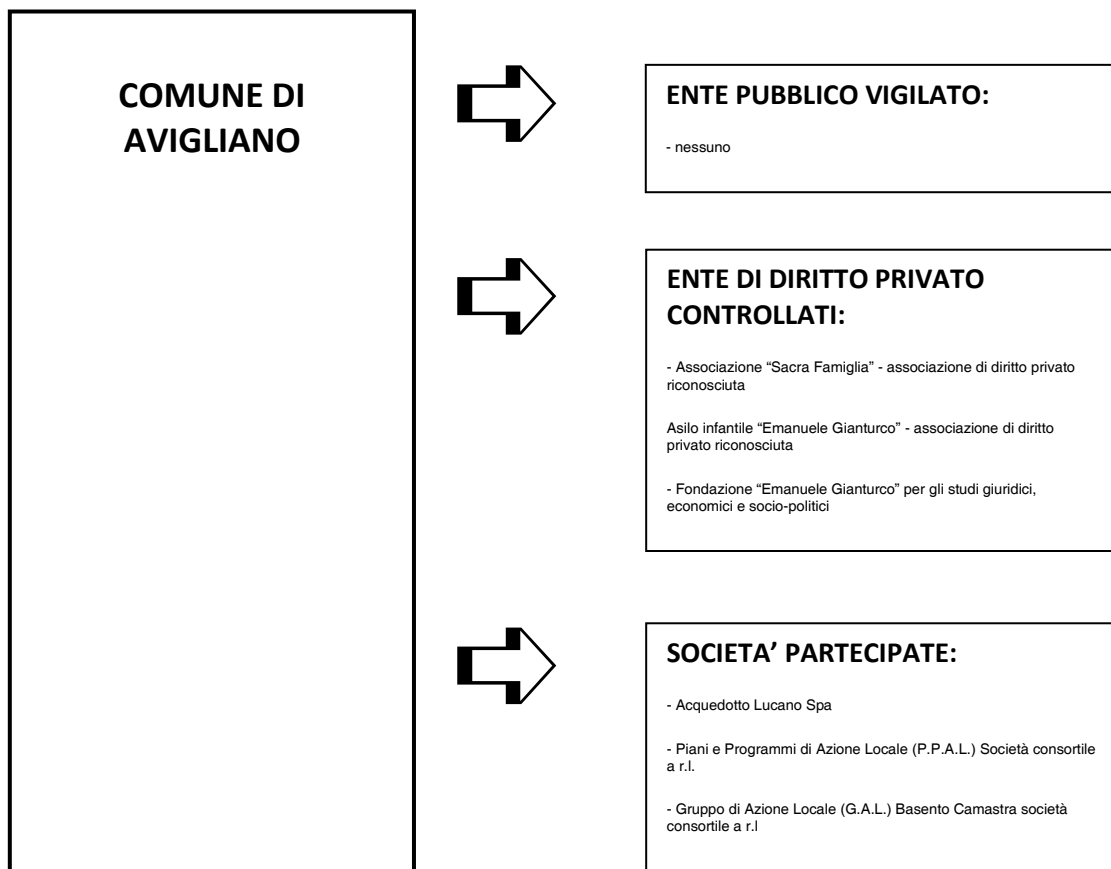 COMUNE DI
AVIGLIANO
ENTE PUBBLICO VIGILATO:
- nessuno
ENTE DI DIRITTO PRIVATO
CONTROLLATI:
- Associazione “Sacra Famiglia” - associazione di diritto privato
riconosciuta
Asilo infantile “Emanuele Gianturco” - associazione di diritto
privato riconosciuta
- Fondazione “Emanuele Gianturco” per gli studi giuridici,
economici e socio-politici
SOCIETA’ PARTECIPATE:
- Acquedotto Lucano Spa
- Piani e Programmi di Azione Locale (P.P.A.L.) Società consortile
a r.l.
- Gruppo di Azione Locale (G.A.L.) Basento Camastra società
consortile a r.l